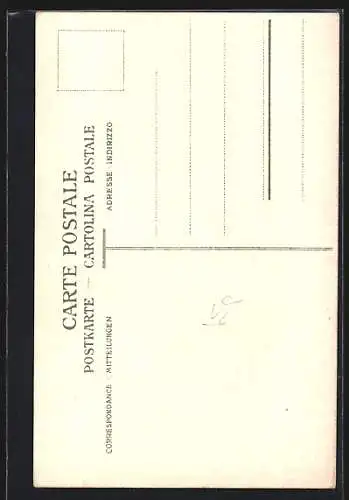 CARTE POSTALE
POSTKARTE — CARTOLINA POSTALE
CORRESPONDANCE - MITTEILUNGEN
ADRESSE INDIRIZZO